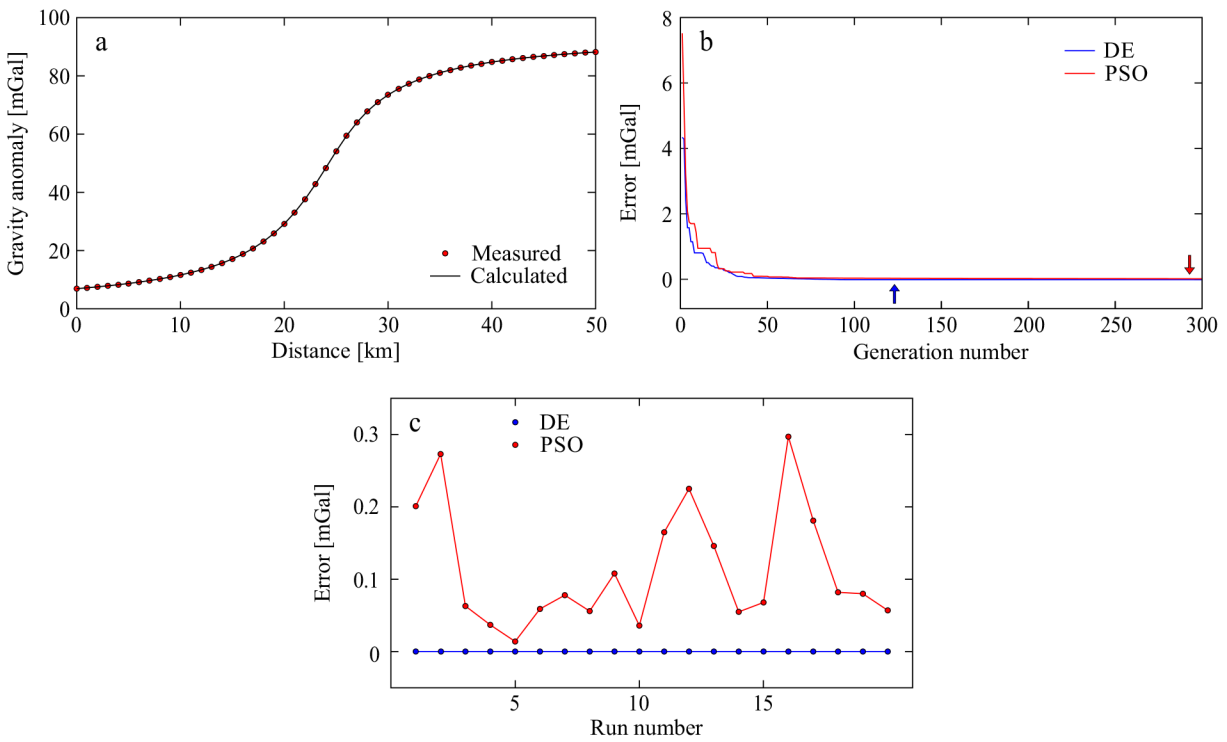 a
Gravity anomaly [mGal]
100
80
60
40
20
0
Measured
Calculated
0 10 20 30 40 50
Distance [km]
b
Error [mGal]
8
6
4
2
0
DE
PSO
0 50 100 150 200 250 300
Generation number
c
Error [mGal]
0.3
0.2
0.1
0
DE
PSO
5 10 15
Run number